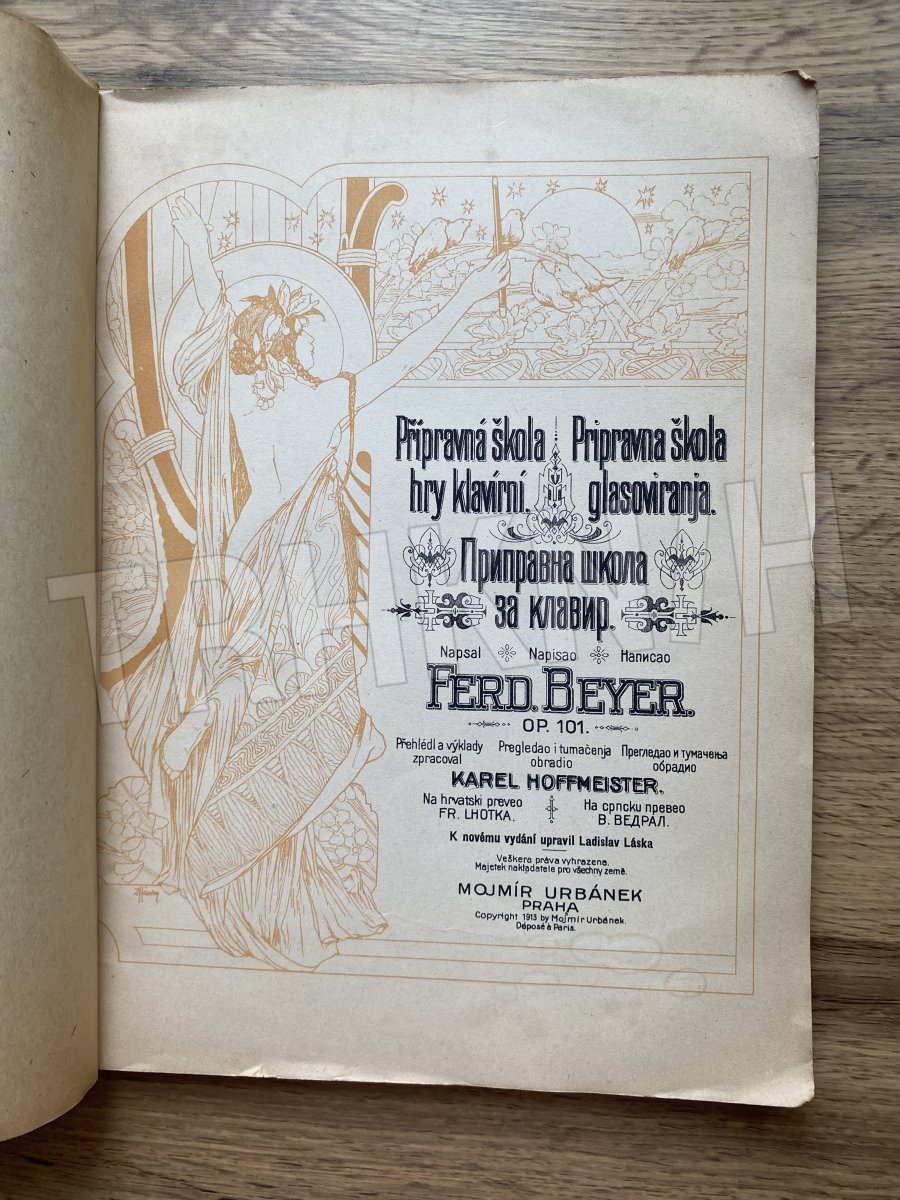 Přípravná škola
hry klavírní.
Pripravna škola
glasoviranja.
Приправна школа
за клавир.
Napsal Napisao Написао
FERD. BEYER.
OP. 101.
Přehlédl a výklady
zpracoval
Pregledao i tumačenja
obradio
Прегледао и тумачења
обрадио
KAREL HOFFMEISTER.
Na hrvatski preveo
FR. LHOTKA.
На српску превео
В. ВЕДРАЛ.
K novému vydání upravil Ladislav Láska
Veškera práva vyhrazena.
Majetek nakladatele pro všechny země.
MOJMÍR URBÁNEK
PRAHA
Copyright 1913 by Mojmír Urbánek.
Déposé à Paris.
TRHKNIH